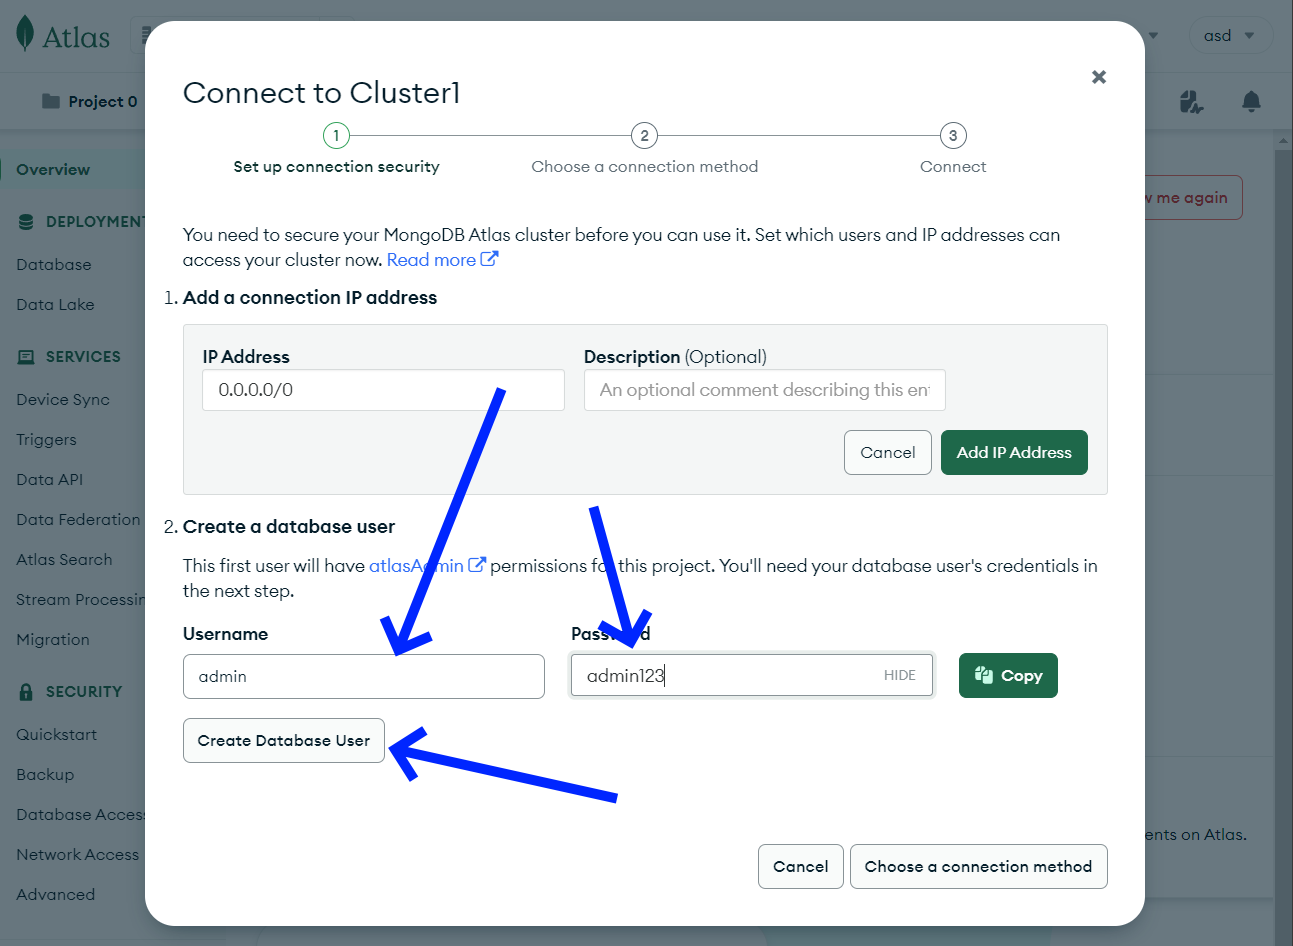 Atlas
asd
Project 0
Overview
w me again
DEPLOYMENT
Database
Data Lake
SERVICES
Device Sync
Triggers
Data API
Data Federation
Atlas Search
Stream Processin
Migration
SECURITY
Quickstart
Backup
Database Acces
Network Access
Advanced
Connect to Cluster1
1
2
3
Set up connection security
Choose a connection method
Connect
You need to secure your MongoDB Atlas cluster before you can use it. Set which users and IP addresses can
access your cluster now. Read more
1. Add a connection IP address
IP Address
Description (Optional)
0.0.0.0/0
An optional comment describing this en
Cancel
Add IP Address
2. Create a database user
This first user will have atlasAdmin permissions for this project. You'll need your database user's credentials in
the next step.
Username
Password
admin
admin123
HIDE
Copy
Create Database User
Cancel
Choose a connection method
ents on Atlas.